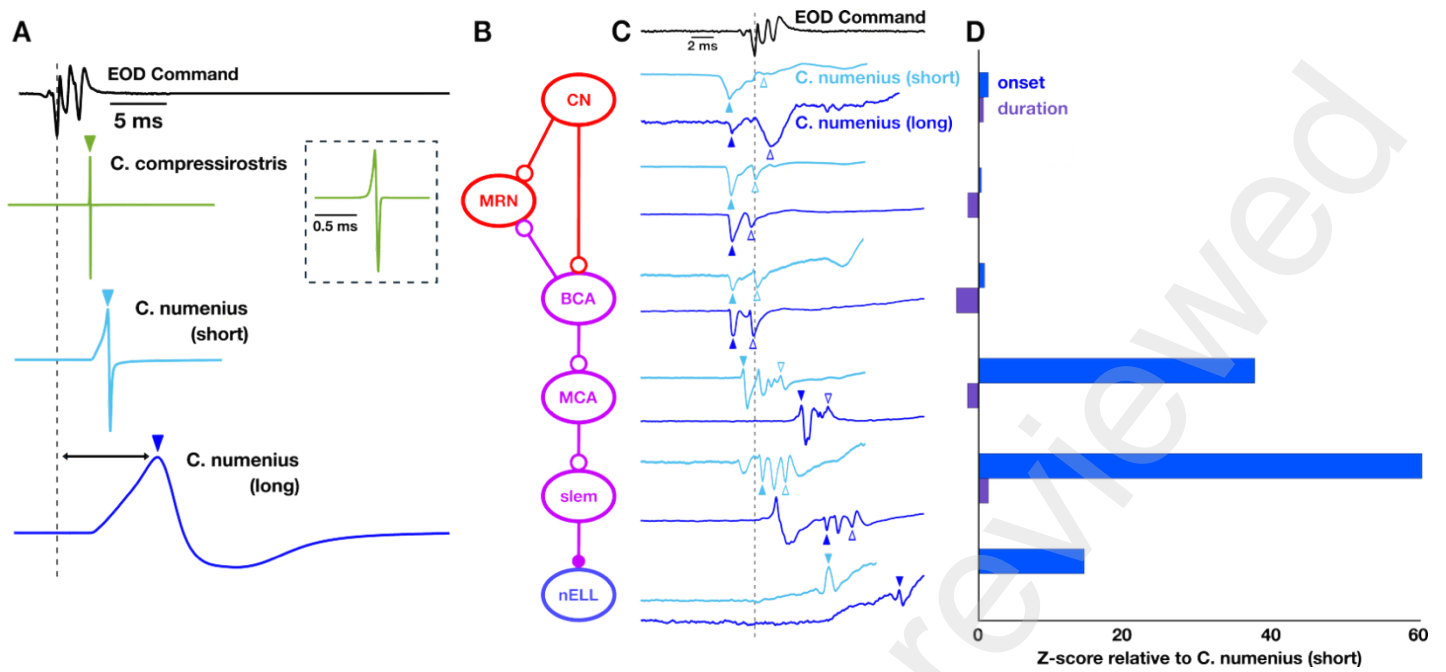 A
EOD Command
5 ms
C. compressirostris
0.5 ms
C. numenius
(short)
C. numenius
(long)
B
CN
MRN
BCA
MCA
slem
nELL
C
EOD Command
2 ms
C. numenius (short)
C. numenius (long)
D
onset
duration
0 20 40 60
Z-score relative to C. numenius (short)
reviewed